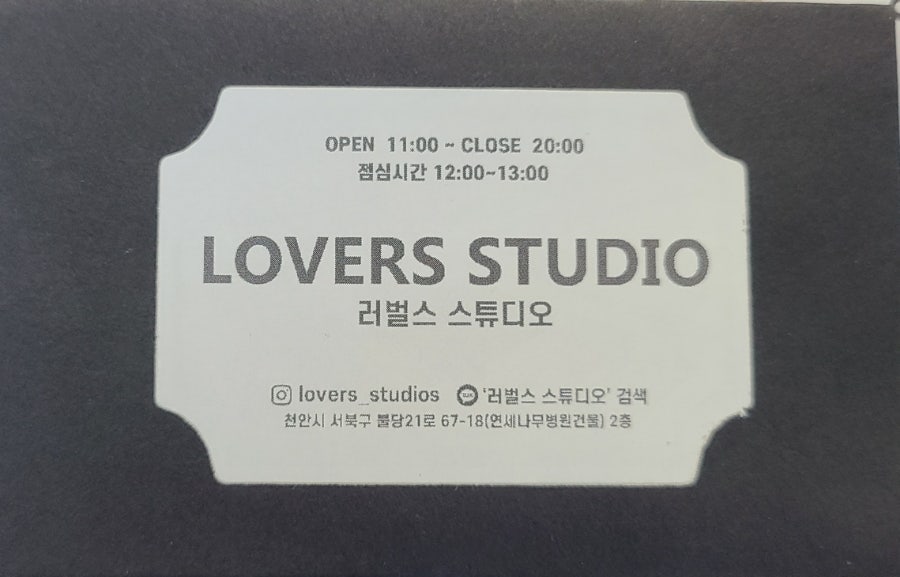 OPEN 11:00 ~ CLOSE 20:00
점심시간 12:00~13:00
LOVERS STUDIO
러벌스 스튜디오
lovers_studios '러벌스 스튜디오' 검색
천안시 서북구 불당21로 67-18(연세나무병원건물) 2층